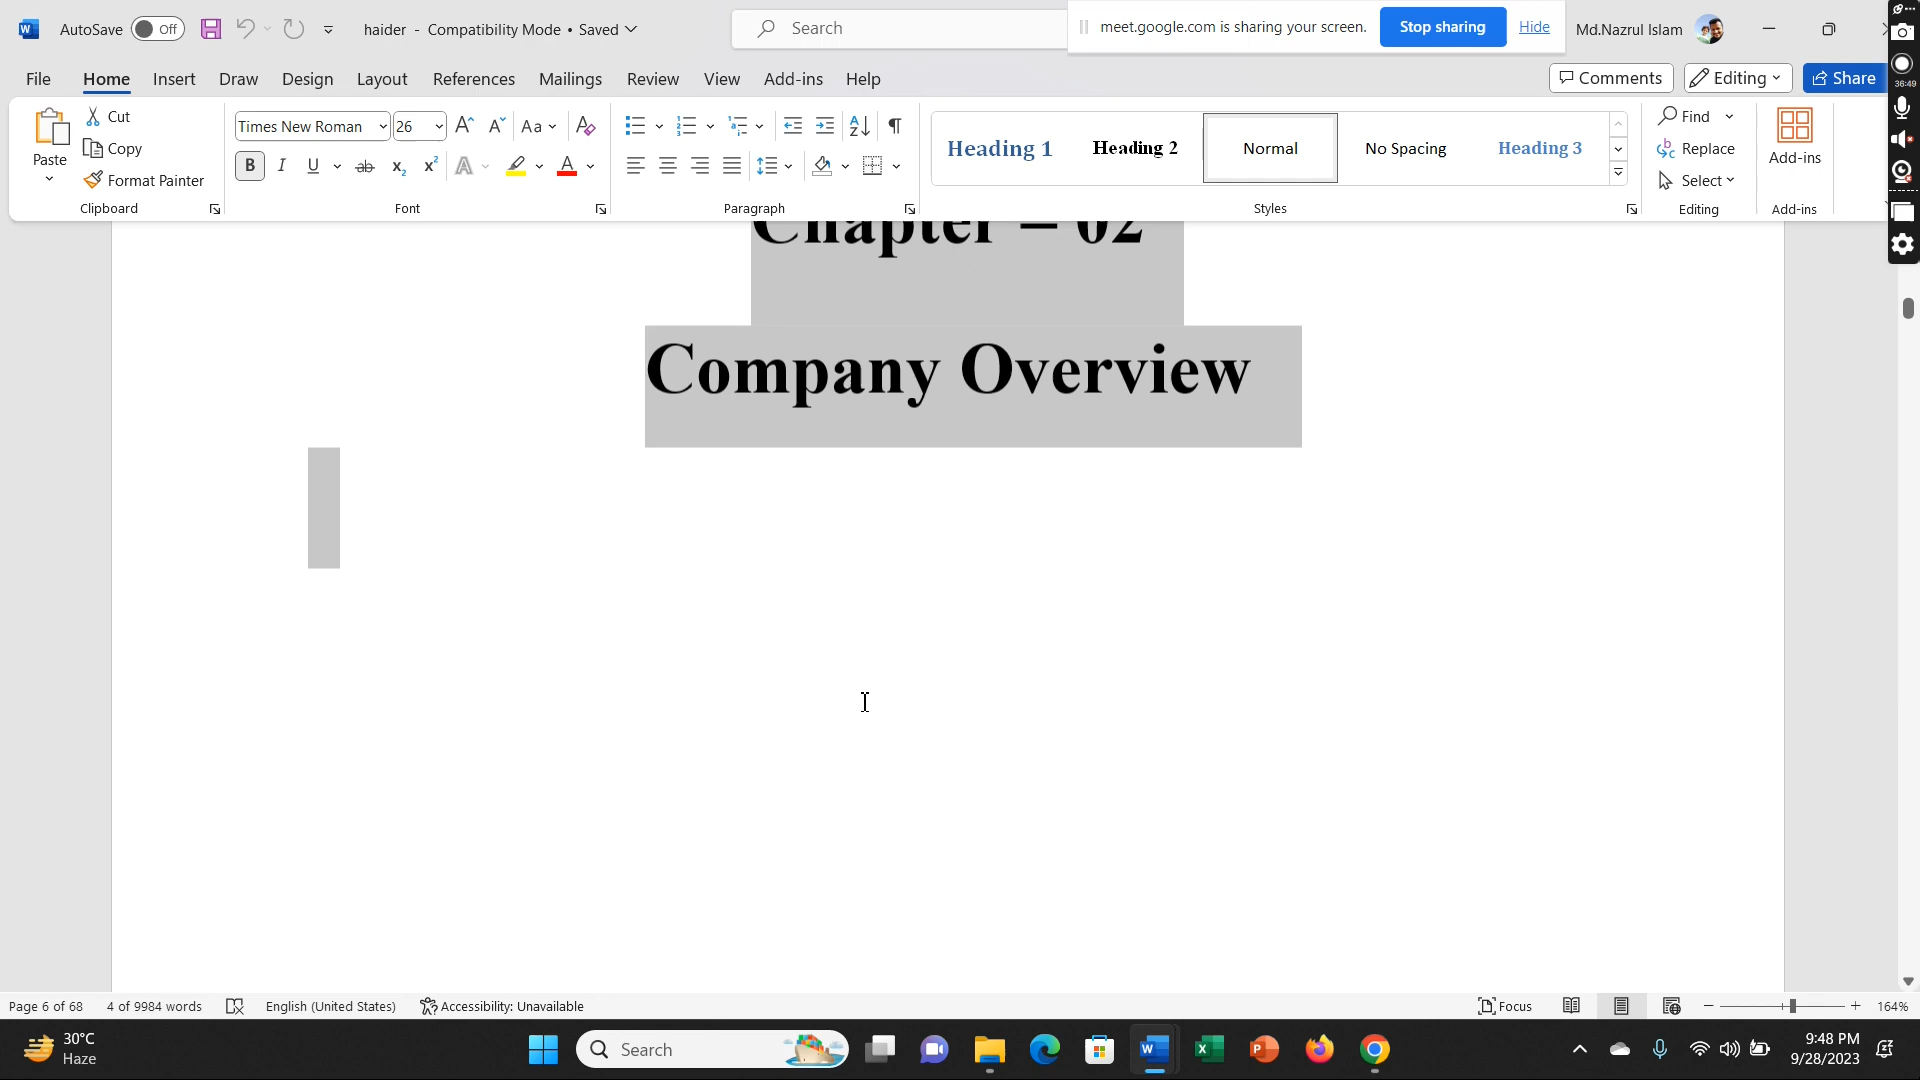 AutoSave Off haider - Compatibility Mode • Saved Search meet.google.com is sharing your screen. Stop sharing Hide Md.Nazrul Islam
File Home Insert Draw Design Layout References Mailings Review View Add-ins Help Comments Editing Share
36:49
Paste Cut Copy Format Painter
Clipboard
Times New Roman 26 Aa
B I U ab x₂ x² A A
Font
Paragraph
Heading 1 Heading 2 Normal No Spacing Heading 3
Styles
Find
Replace
Select
Editing
Add-ins
Add-ins
Chapter – 02
Company Overview
Page 6 of 68 4 of 9984 words English (United States) Accessibility: Unavailable Focus 164%
30°C
Haze
Search
9:48 PM
9/28/2023